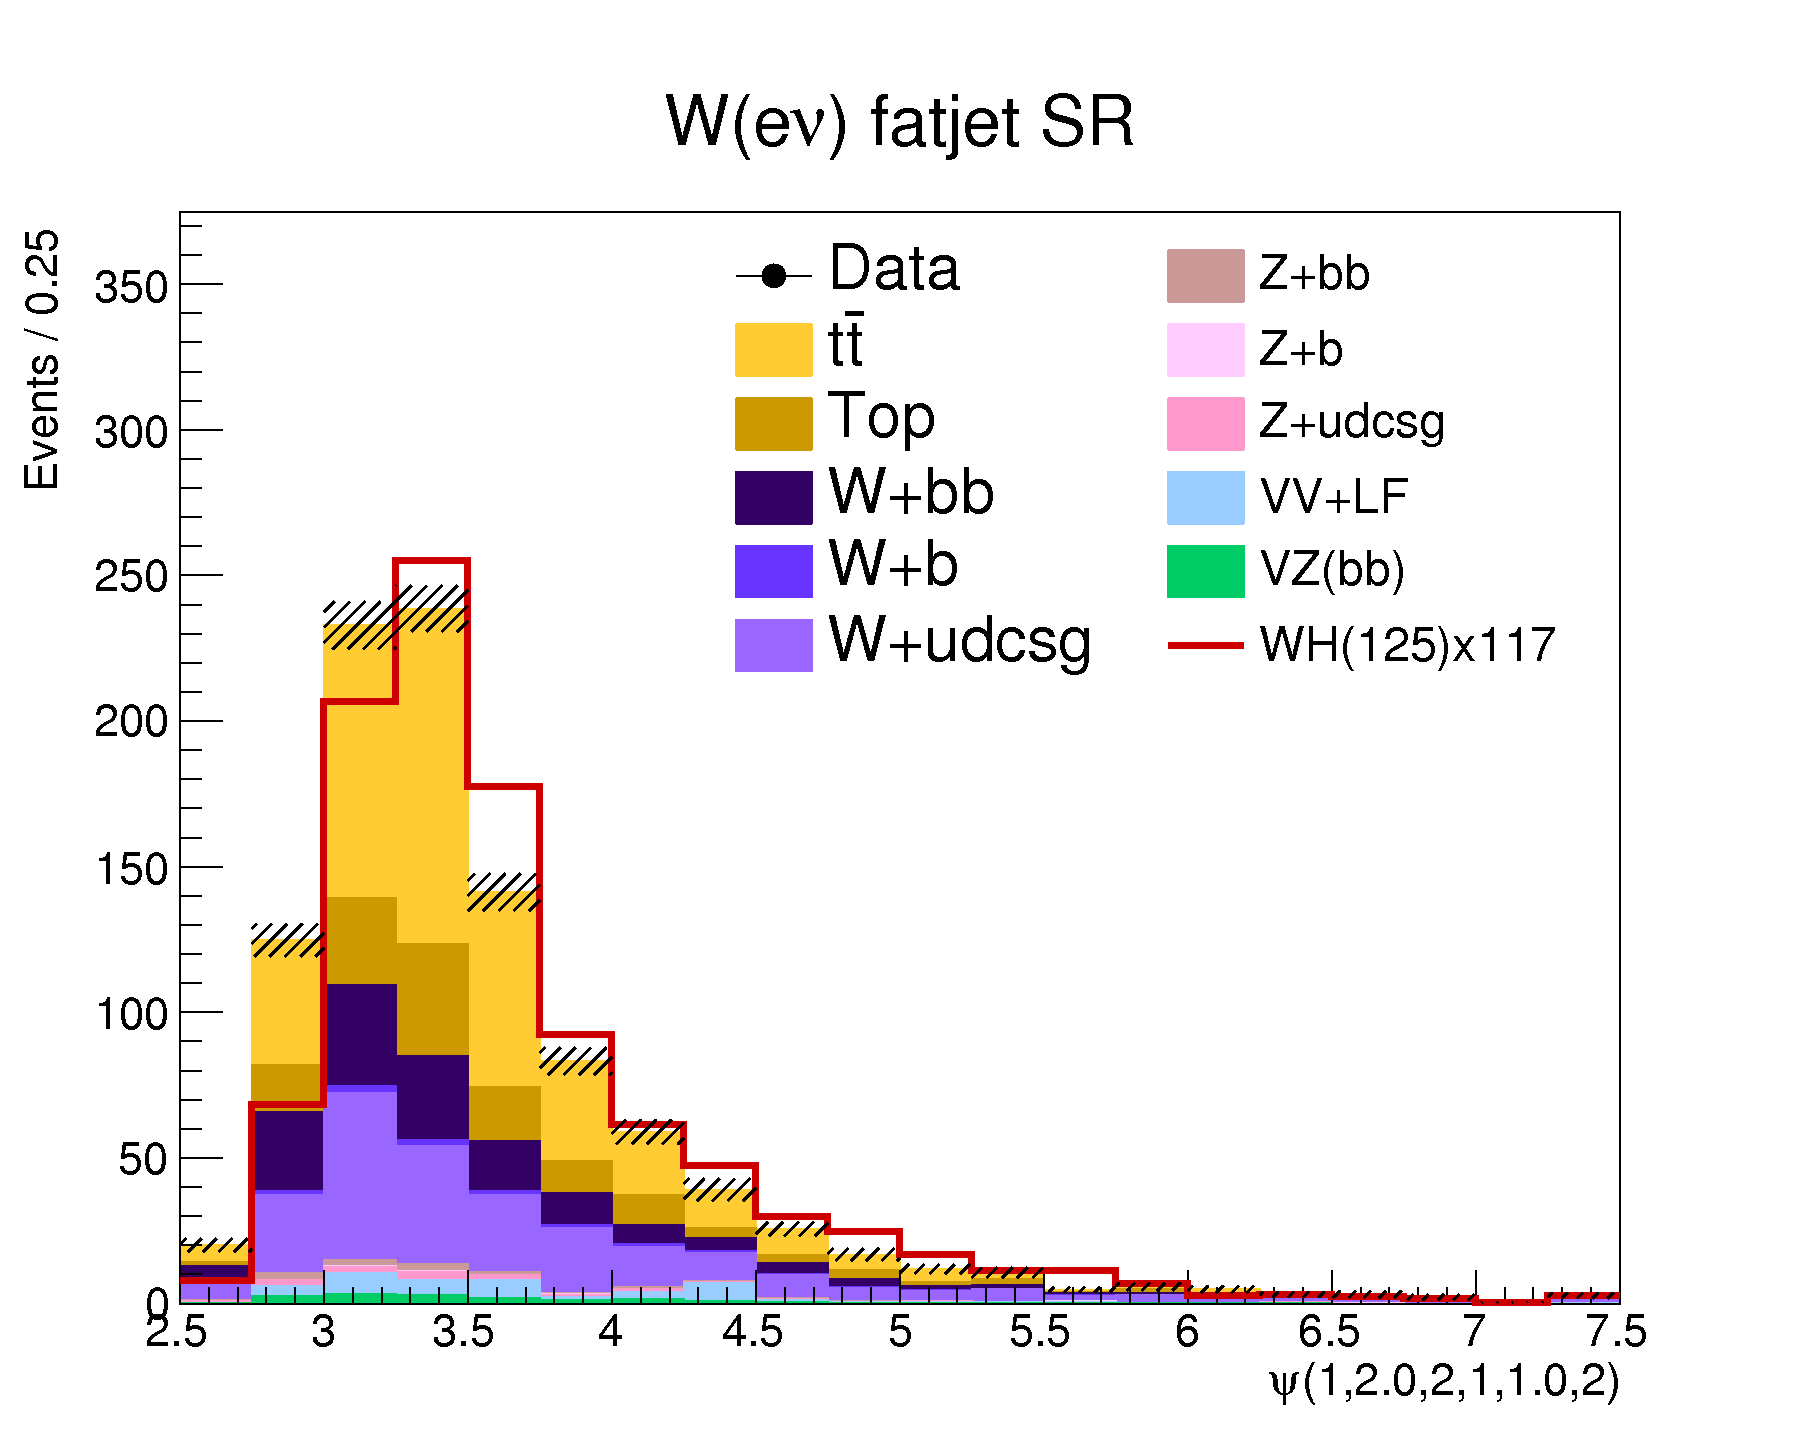 W(eν) fatjet SR
Events / 0.25
350
300
250
200
150
100
50
0
Data
tt̄
Top
W+bb
W+b
W+udcsg
Z+bb
Z+b
Z+udcsg
VV+LF
VZ(bb)
WH(125)x117
2.5 3 3.5 4 4.5 5 5.5 6 6.5 7 7.5
ψ(1,2.0,2,1,1.0,2)